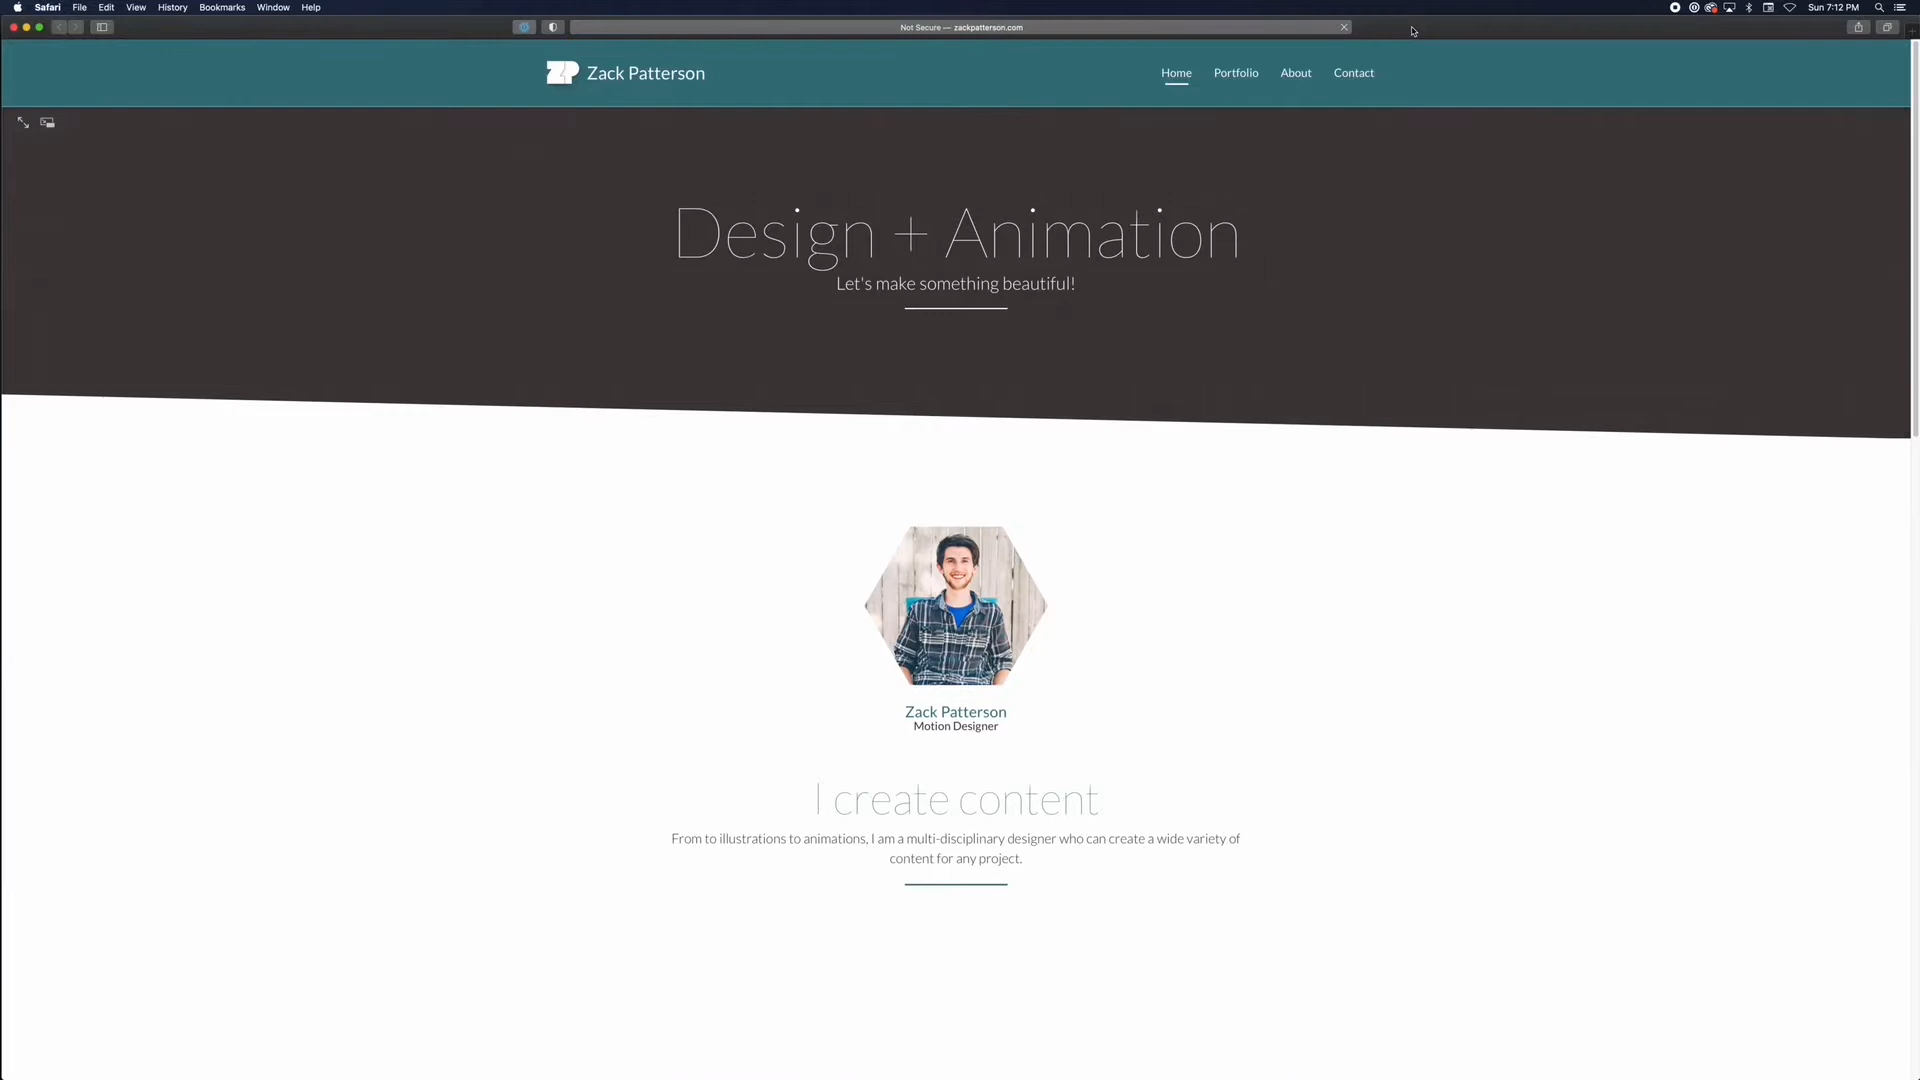 Safari File Edit View History Bookmarks Window Help Sun 7:12 PM
Not Secure — zackpatterson.com
ZP Zack Patterson Home Portfolio About Contact
Design + Animation
Let's make something beautiful!
Zack Patterson
Motion Designer
I create content
From to illustrations to animations, I am a multi-disciplinary designer who can create a wide variety of
content for any project.